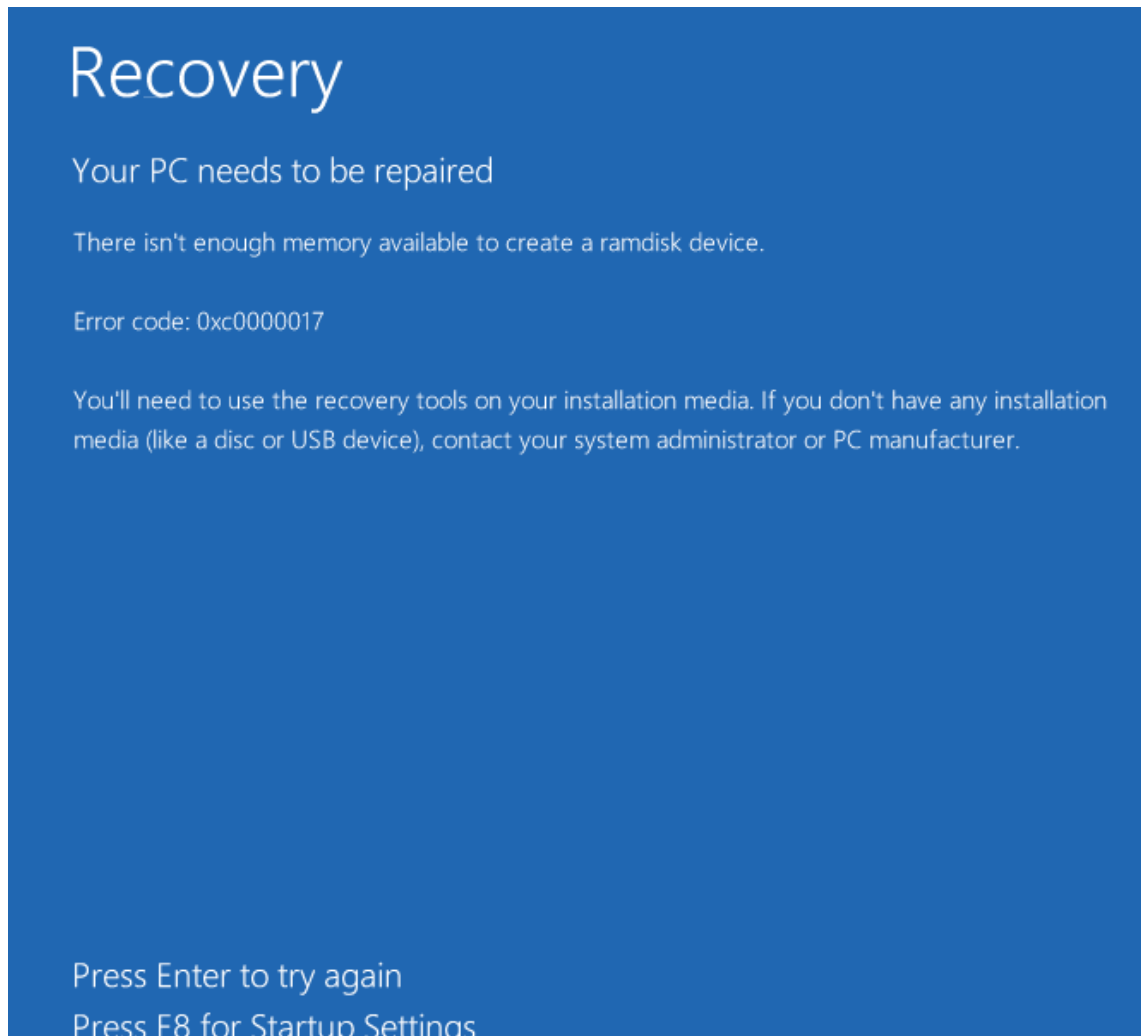 Recovery
Your PC needs to be repaired
There isn't enough memory available to create a ramdisk device.
Error code: 0xc0000017
You'll need to use the recovery tools on your installation media. If you don't have any installation
media (like a disc or USB device), contact your system administrator or PC manufacturer.
Press Enter to try again
Press F8 for Startup Settings